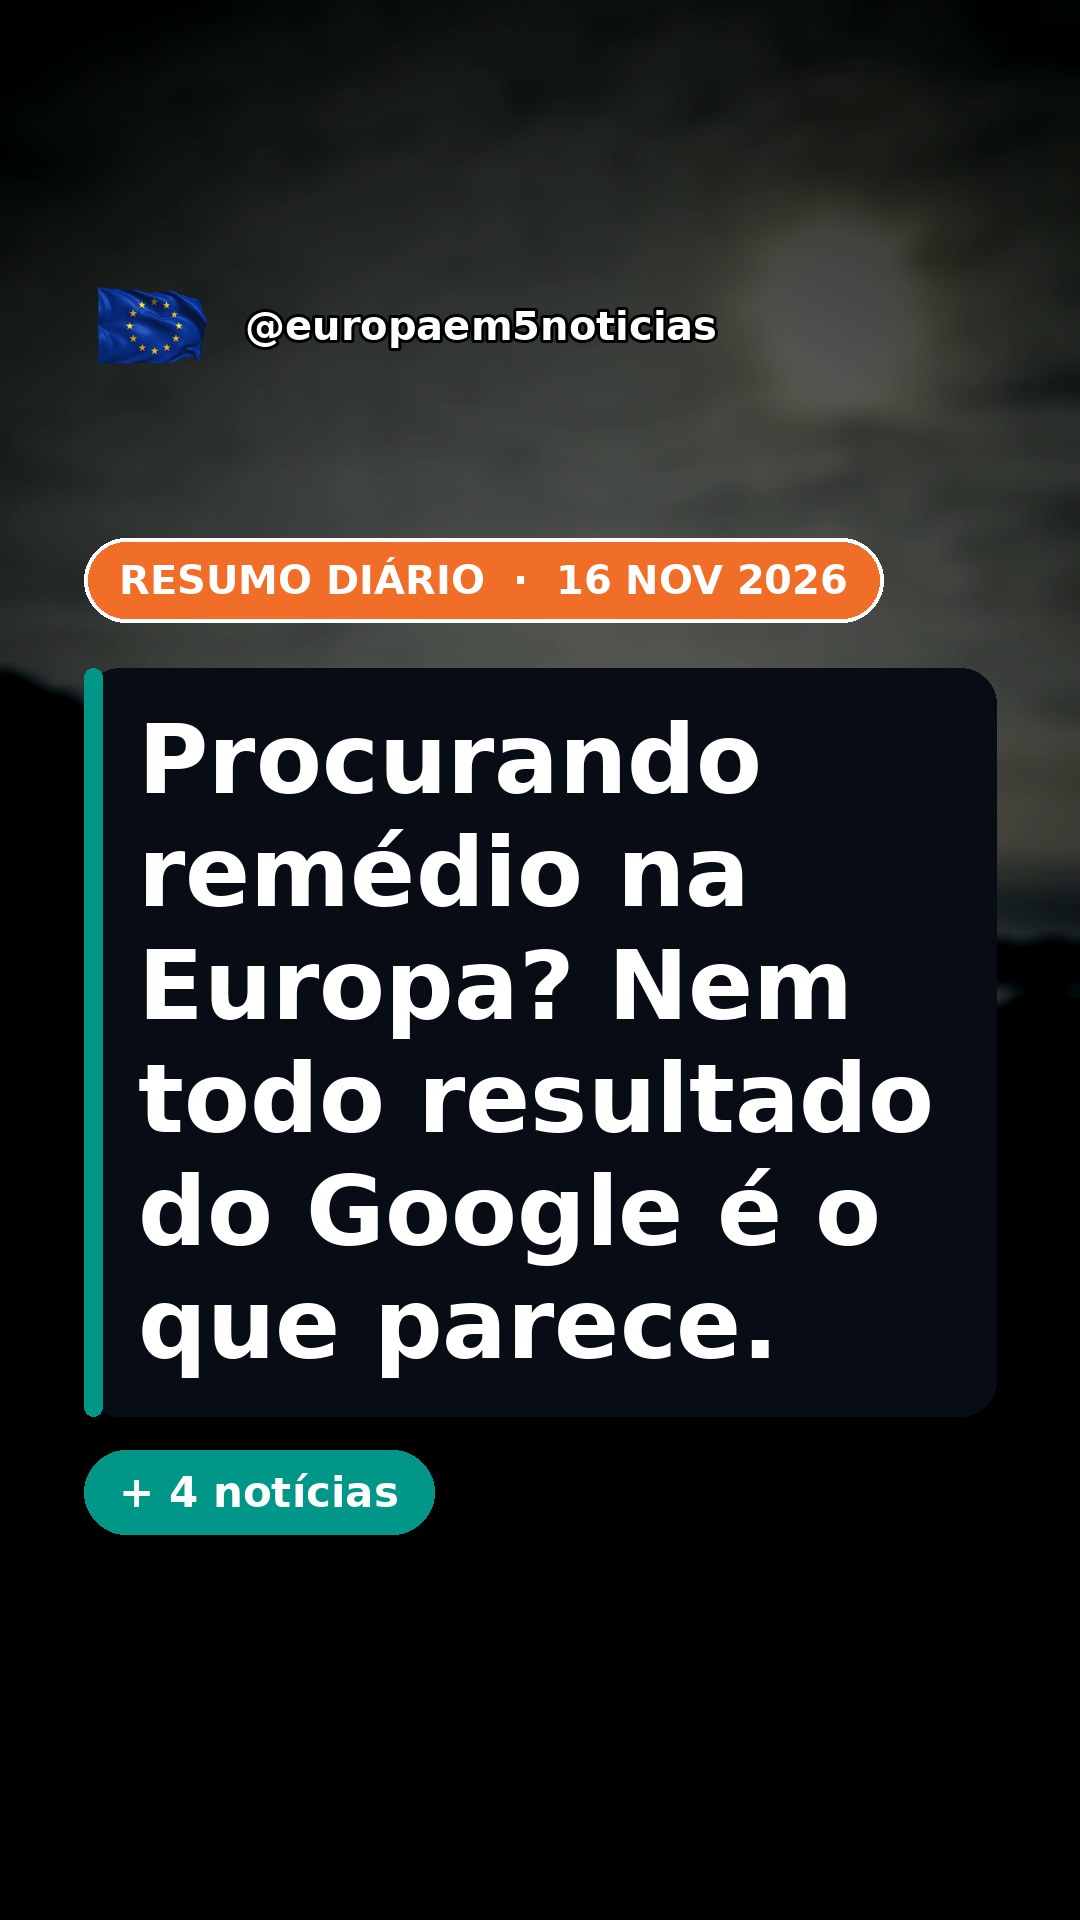 @europaem5noticias
RESUMO DIÁRIO · 16 NOV 2026
Procurando
remédio na
Europa? Nem
todo resultado
do Google é o
que parece.
+ 4 notícias